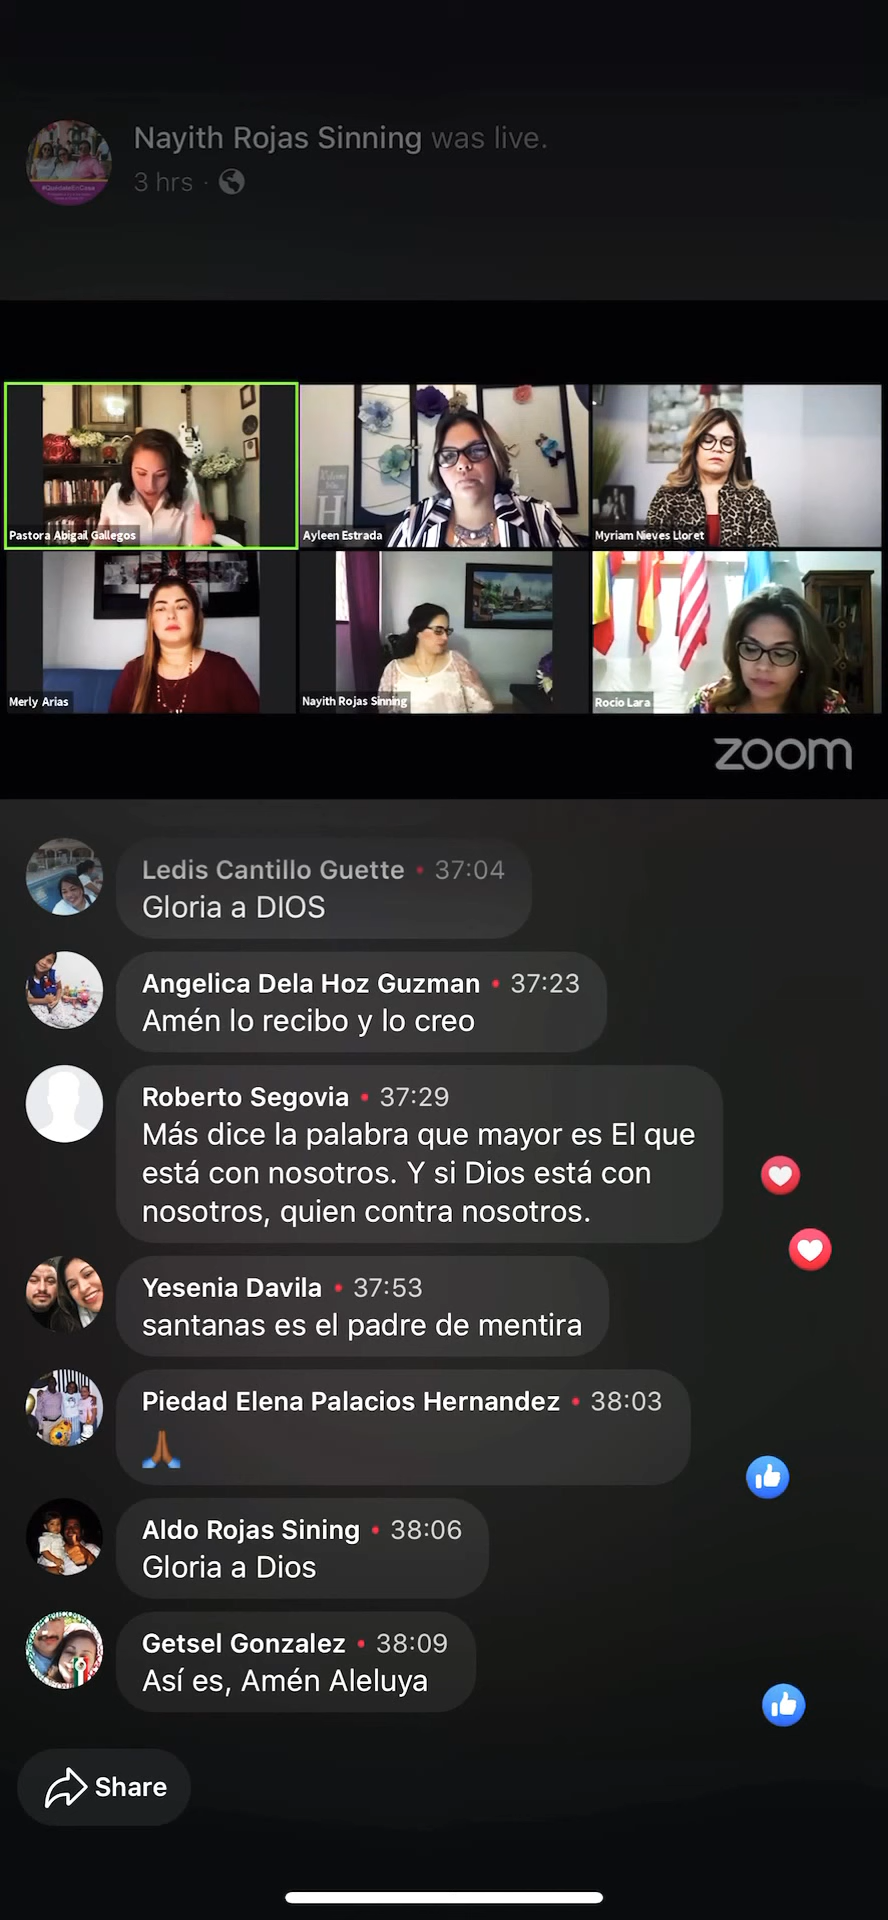 Nayith Rojas Sinning was live.
3 hrs ·
#QuédateEnCasa
Pastora Abigail Gallegos
Ayleen Estrada
Myriam Nieves Lloret
Merly Arias
Nayith Rojas Sinning
Rocio Lara
zoom
Ledis Cantillo Guette • 37:04
Gloria a DIOS
Angelica Dela Hoz Guzman • 37:23
Amén lo recibo y lo creo
Roberto Segovia • 37:29
Más dice la palabra que mayor es El que
está con nosotros. Y si Dios está con
nosotros, quien contra nosotros.
Yesenia Davila • 37:53
santanas es el padre de mentira
Piedad Elena Palacios Hernandez • 38:03
🙏🏾
Aldo Rojas Sining • 38:06
Gloria a Dios
Getsel Gonzalez • 38:09
Así es, Amén Aleluya
Share